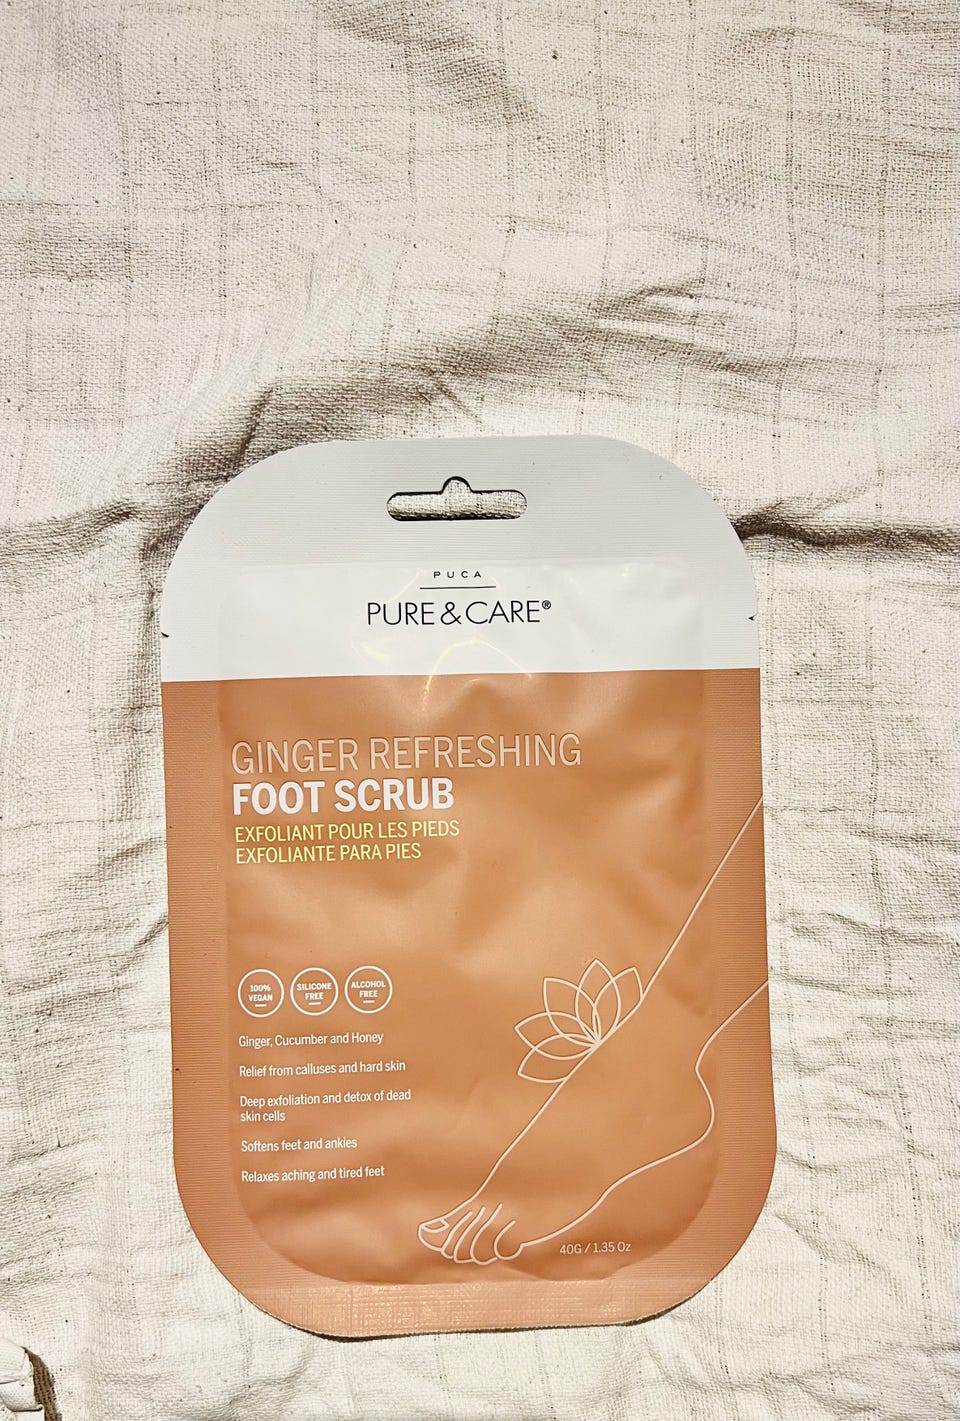 PUCA
PURE & CARE®
GINGER REFRESHING
FOOT SCRUB
EXFOLIANT POUR LES PIEDS
EXFOLIANTE PARA PIES
100%
VEGAN
SILICONE
FREE
ALCOHOL
FREE
Ginger, Cucumber and Honey
Relief from calluses and hard skin
Deep exfoliation and detox of dead
skin cells
Softens feet and ankies
Relaxes aching and tired feet
40G / 1.35 Oz